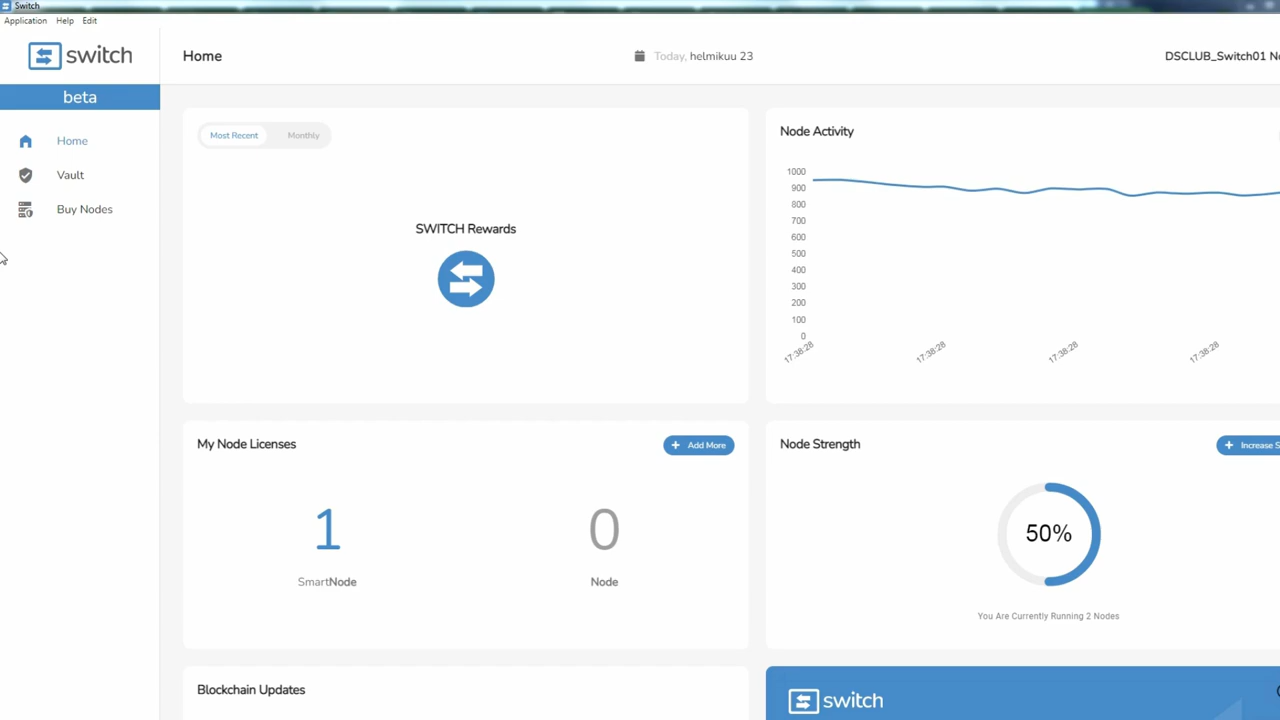 Switch
Application Help Edit
switch
beta
Home
Vault
Buy Nodes
Home
Today, helmikuu 23
DSCLUB_Switch01
Most Recent Monthly
SWITCH Rewards
Node Activity
1000
900
800
700
600
500
400
300
200
100
0
17:38:28 17:38:28 17:38:28 17:38:28
My Node Licenses
+ Add More
1
SmartNode
0
Node
Node Strength
+ Increase
50%
You Are Currently Running 2 Nodes
Blockchain Updates
switch